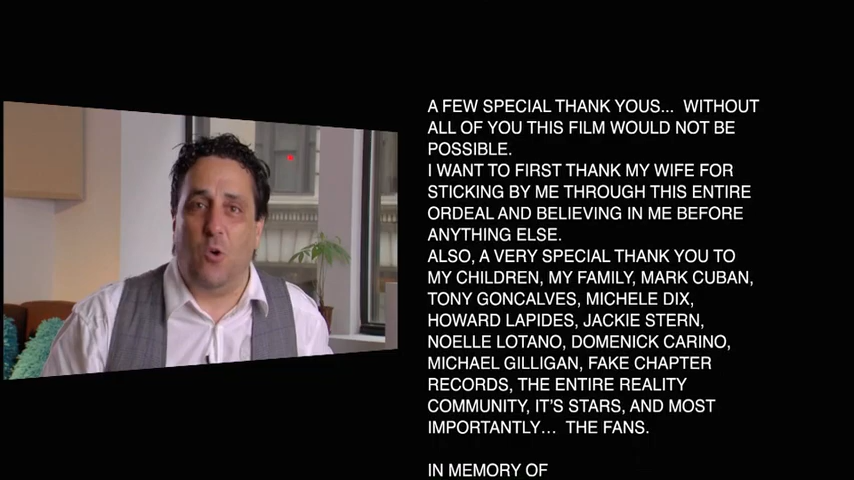 A FEW SPECIAL THANK YOUS... WITHOUT
ALL OF YOU THIS FILM WOULD NOT BE
POSSIBLE.
I WANT TO FIRST THANK MY WIFE FOR
STICKING BY ME THROUGH THIS ENTIRE
ORDEAL AND BELIEVING IN ME BEFORE
ANYTHING ELSE.
ALSO, A VERY SPECIAL THANK YOU TO
MY CHILDREN, MY FAMILY, MARK CUBAN,
TONY GONCALVES, MICHELE DIX,
HOWARD LAPIDES, JACKIE STERN,
NOELLE LOTANO, DOMENICK CARINO,
MICHAEL GILLIGAN, FAKE CHAPTER
RECORDS, THE ENTIRE REALITY
COMMUNITY, IT'S STARS, AND MOST
IMPORTANTLY... THE FANS.
IN MEMORY OF